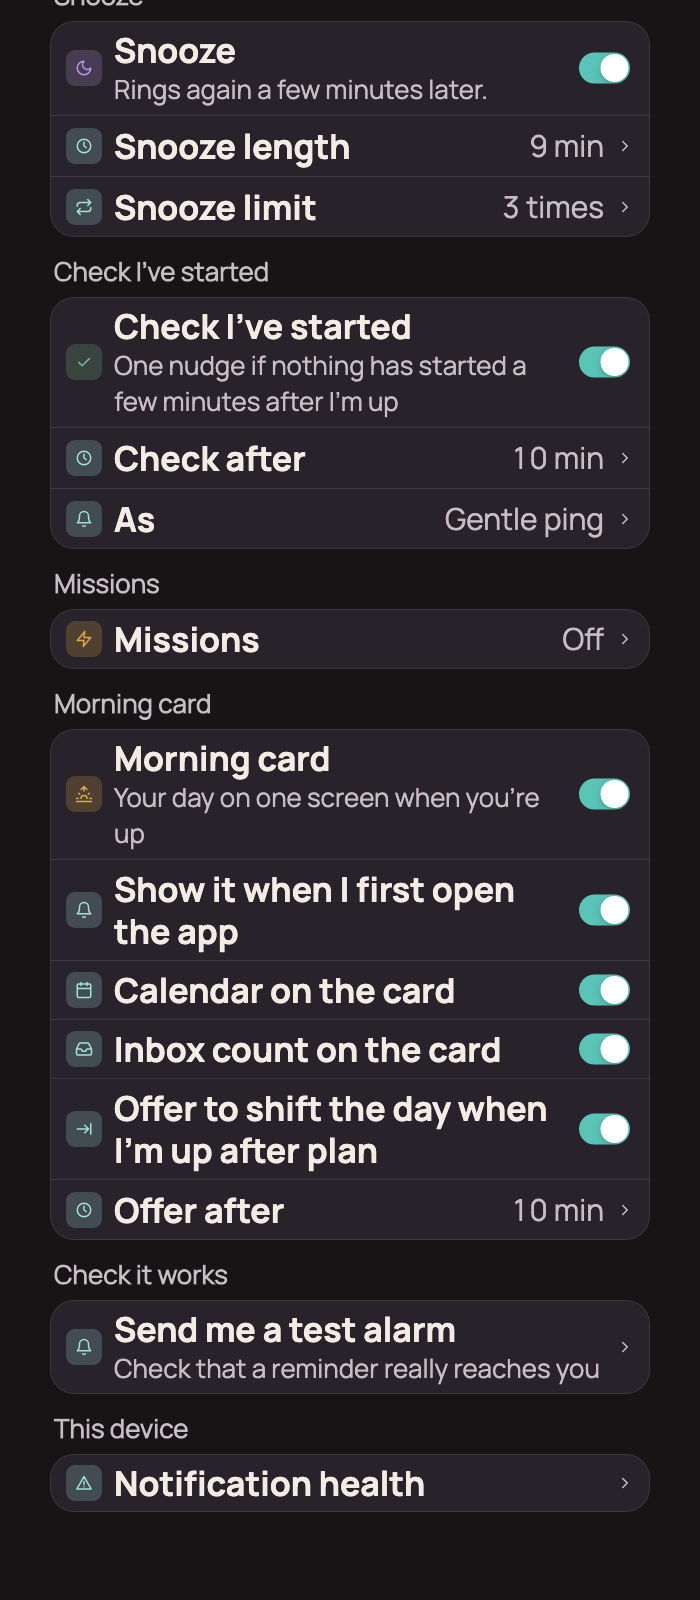 Snooze
Snooze
Rings again a few minutes later.
Snooze length
9 min
Snooze limit
3 times
Check I've started
Check I've started
One nudge if nothing has started a
few minutes after I'm up
Check after
10 min
As
Gentle ping
Missions
Missions
Off
Morning card
Morning card
Your day on one screen when you're
up
Show it when I first open
the app
Calendar on the card
Inbox count on the card
Offer to shift the day when
I'm up after plan
Offer after
10 min
Check it works
Send me a test alarm
Check that a reminder really reaches you
This device
Notification health